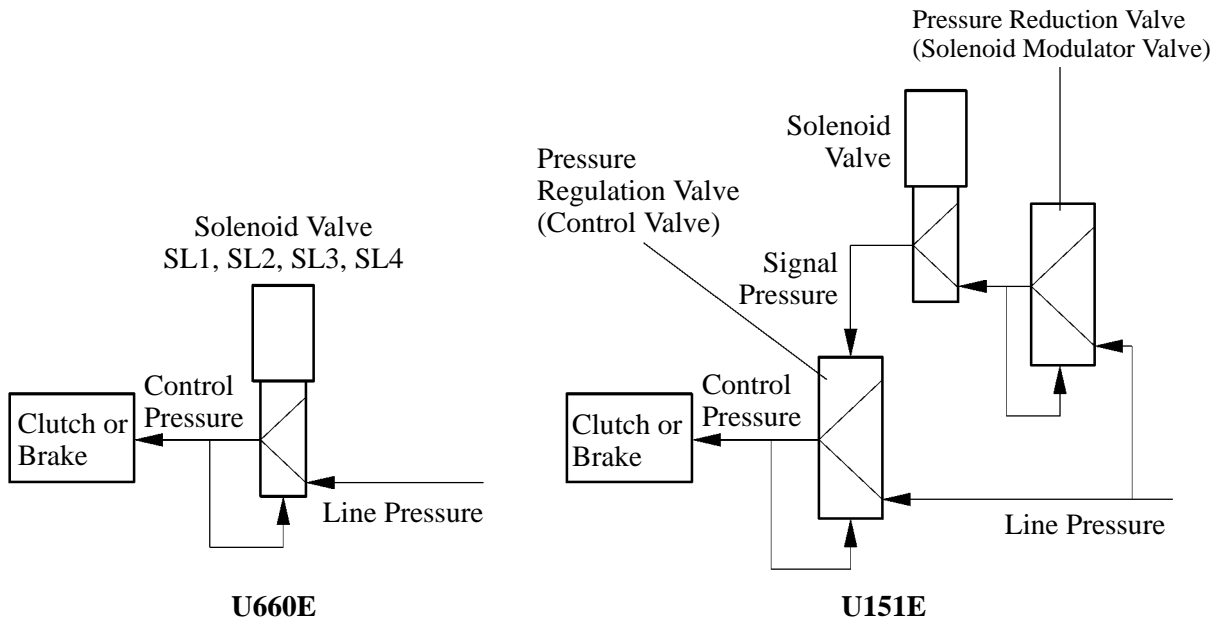 Solenoid Valve
SL1, SL2, SL3, SL4
Clutch or
Brake
Control
Pressure
Line Pressure
U660E
Pressure Reduction Valve
(Solenoid Modulator Valve)
Solenoid
Valve
Pressure
Regulation Valve
(Control Valve)
Signal
Pressure
Clutch or
Brake
Control
Pressure
Line Pressure
U151E